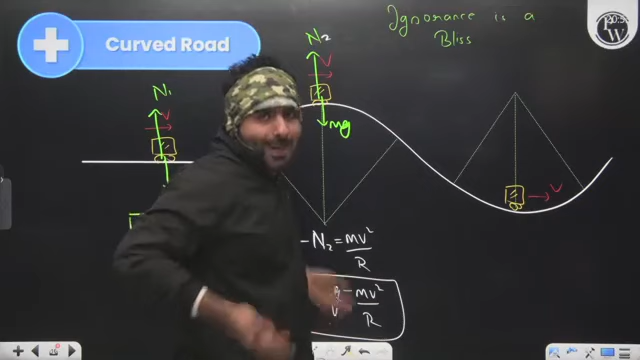 Curved Road
Ignorance is a
Bliss
N₂
v
mg
N₁
v
v
- N₂ = mv²/R
- mv²/R